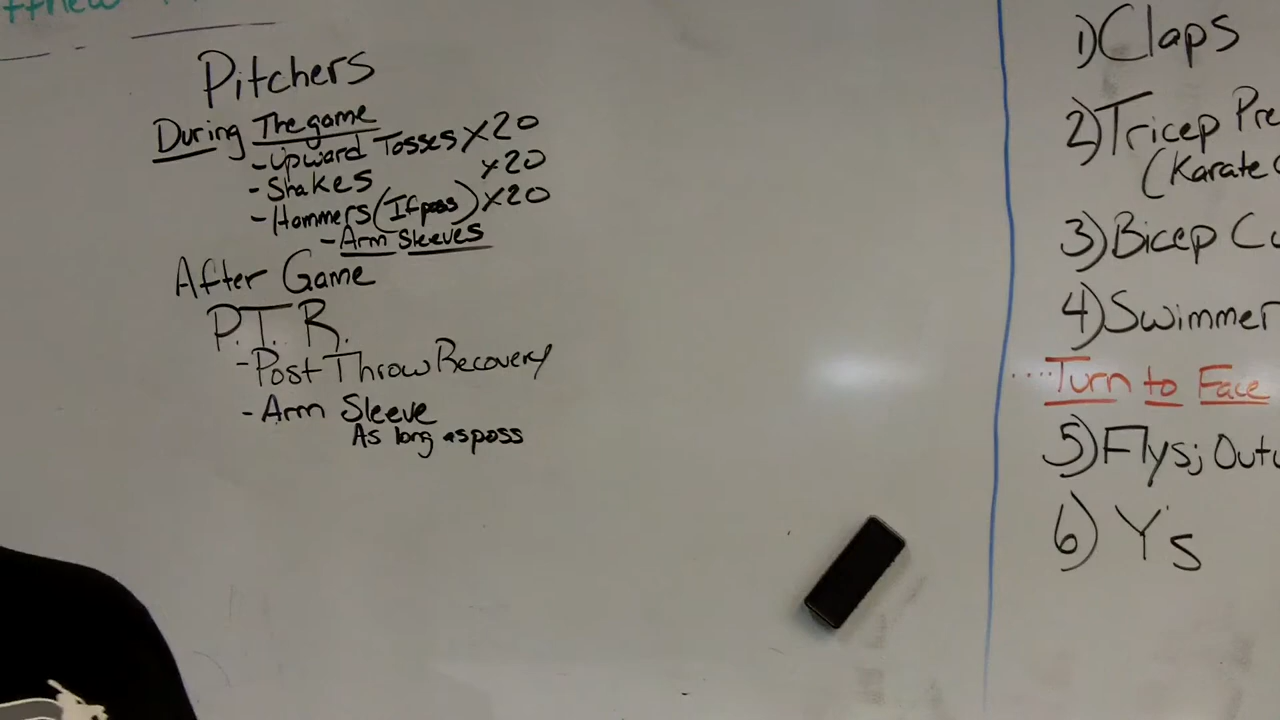 Pitchers
During The game
- Upward Tosses x20
- Shakes x20
- Hammers (If poss) x20
- Arm Sleeves
After Game
P.T.R.
- Post Throw Recovery
- Arm Sleeve
As long as poss
1) Claps
2) Tricep Pre
(Karate
3) Bicep Cu
4) Swimmer
....Turn to Face
5) Flys; Outw
6) Y's